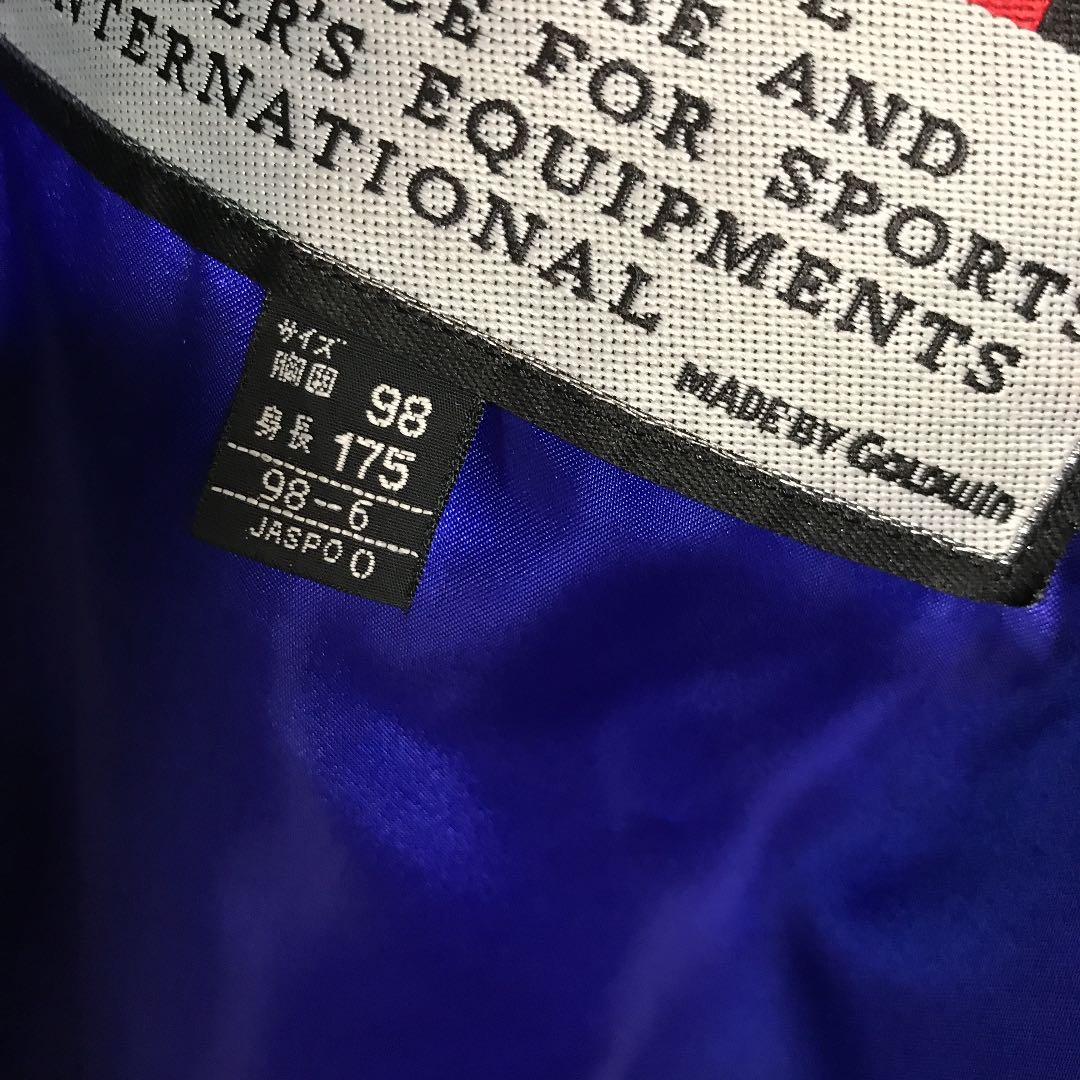 SE AND
CE FOR SPORTS
ER'S EQUIPMENTS
INTERNATIONAL
MADE BY GOLDWIN
サイズ
胸囲 98
身長 175
98-6
JASPO O